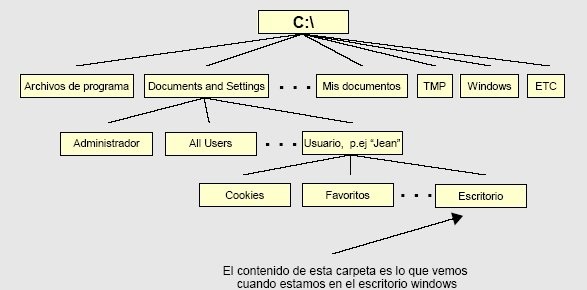 C:\
Archivos de programa
Documents and Settings
. . .
Mis documentos
TMP
Windows
ETC
Administrador
All Users
. . .
Usuario, p.ej “Jean”
Cookies
Favoritos
. . .
Escritorio
El contenido de esta carpeta es lo que vemos
cuando estamos en el escritorio windows